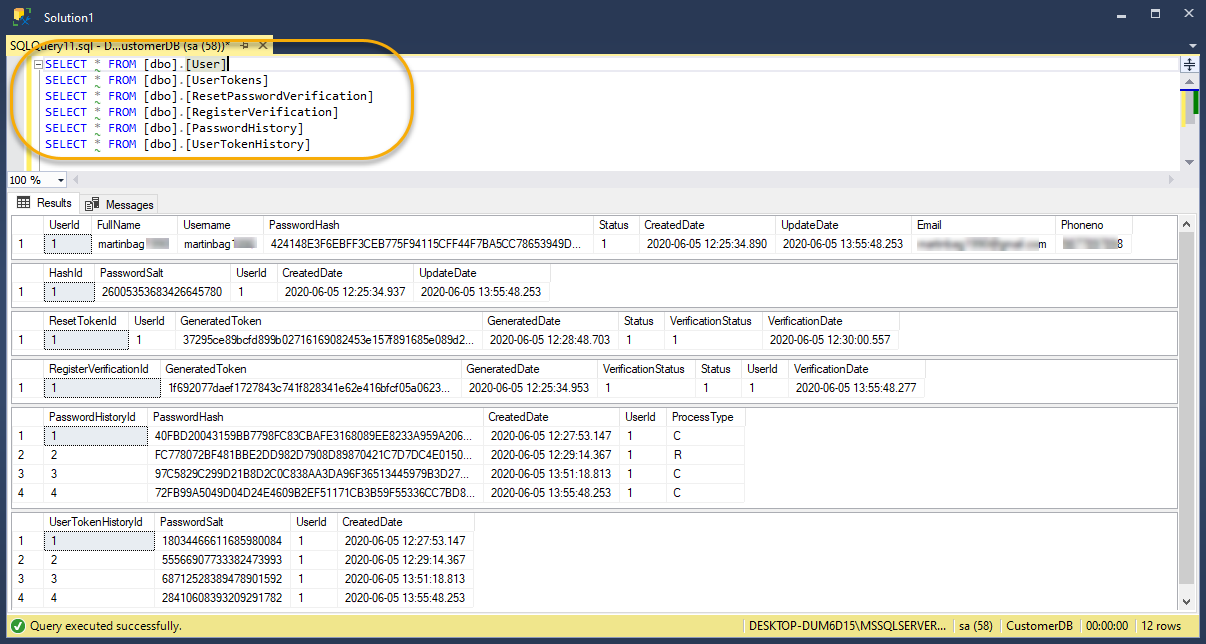 Solution1
SQLQuery11.sql - D...ustomerDB (sa (58))*
SELECT * FROM [dbo].[User]
SELECT * FROM [dbo].[UserTokens]
SELECT * FROM [dbo].[ResetPasswordVerification]
SELECT * FROM [dbo].[RegisterVerification]
SELECT * FROM [dbo].[PasswordHistory]
SELECT * FROM [dbo].[UserTokenHistory]
100 %
Results Messages
UserId FullName Username PasswordHash Status CreatedDate UpdateDate Email Phoneno
1 1 martinbag martinbag 424148E3F6EBFF3CEB775F94115CFF44F7BA5CC78653949D... 1 2020-06-05 12:25:34.890 2020-06-05 13:55:48.253 m 8
HashId PasswordSalt UserId CreatedDate UpdateDate
1 1 26005353683426645780 1 2020-06-05 12:25:34.937 2020-06-05 13:55:48.253
ResetTokenId UserId GeneratedToken GeneratedDate Status VerificationStatus VerificationDate
1 1 1 37295ce89bcfd899b02716169082453e157f891685e089d2... 2020-06-05 12:28:48.703 1 1 2020-06-05 12:30:00.557
RegisterVerificationId GeneratedToken GeneratedDate VerificationStatus Status UserId VerificationDate
1 1 1f692077daef1727843c741f828341e62e416bfcf05a0623... 2020-06-05 12:25:34.953 1 1 1 2020-06-05 13:55:48.277
PasswordHistoryId PasswordHash CreatedDate UserId ProcessType
1 1 40FBD20043159BB7798FC83CBAFE3168089EE8233A959A206... 2020-06-05 12:27:53.147 1 C
2 2 FC778072BF481BBE2DD982D7908D89870421C7D7DC4E0150... 2020-06-05 12:29:14.367 1 R
3 3 97C5829C299D21B8D2C0C838AA3DA96F36513445979B3D27... 2020-06-05 13:51:18.813 1 C
4 4 72FB99A5049D04D24E4609B2EF51171CB3B59F55336CC7BD8... 2020-06-05 13:55:48.253 1 C
UserTokenHistoryId PasswordSalt UserId CreatedDate
1 1 18034466611685980084 1 2020-06-05 12:27:53.147
2 2 55566907733382473993 1 2020-06-05 12:29:14.367
3 3 68712528389478901592 1 2020-06-05 13:51:18.813
4 4 28410608393209291782 1 2020-06-05 13:55:48.253
Query executed successfully. DESKTOP-DUM6D15\MSSQLSERVER... sa (58) CustomerDB 00:00:00 12 rows